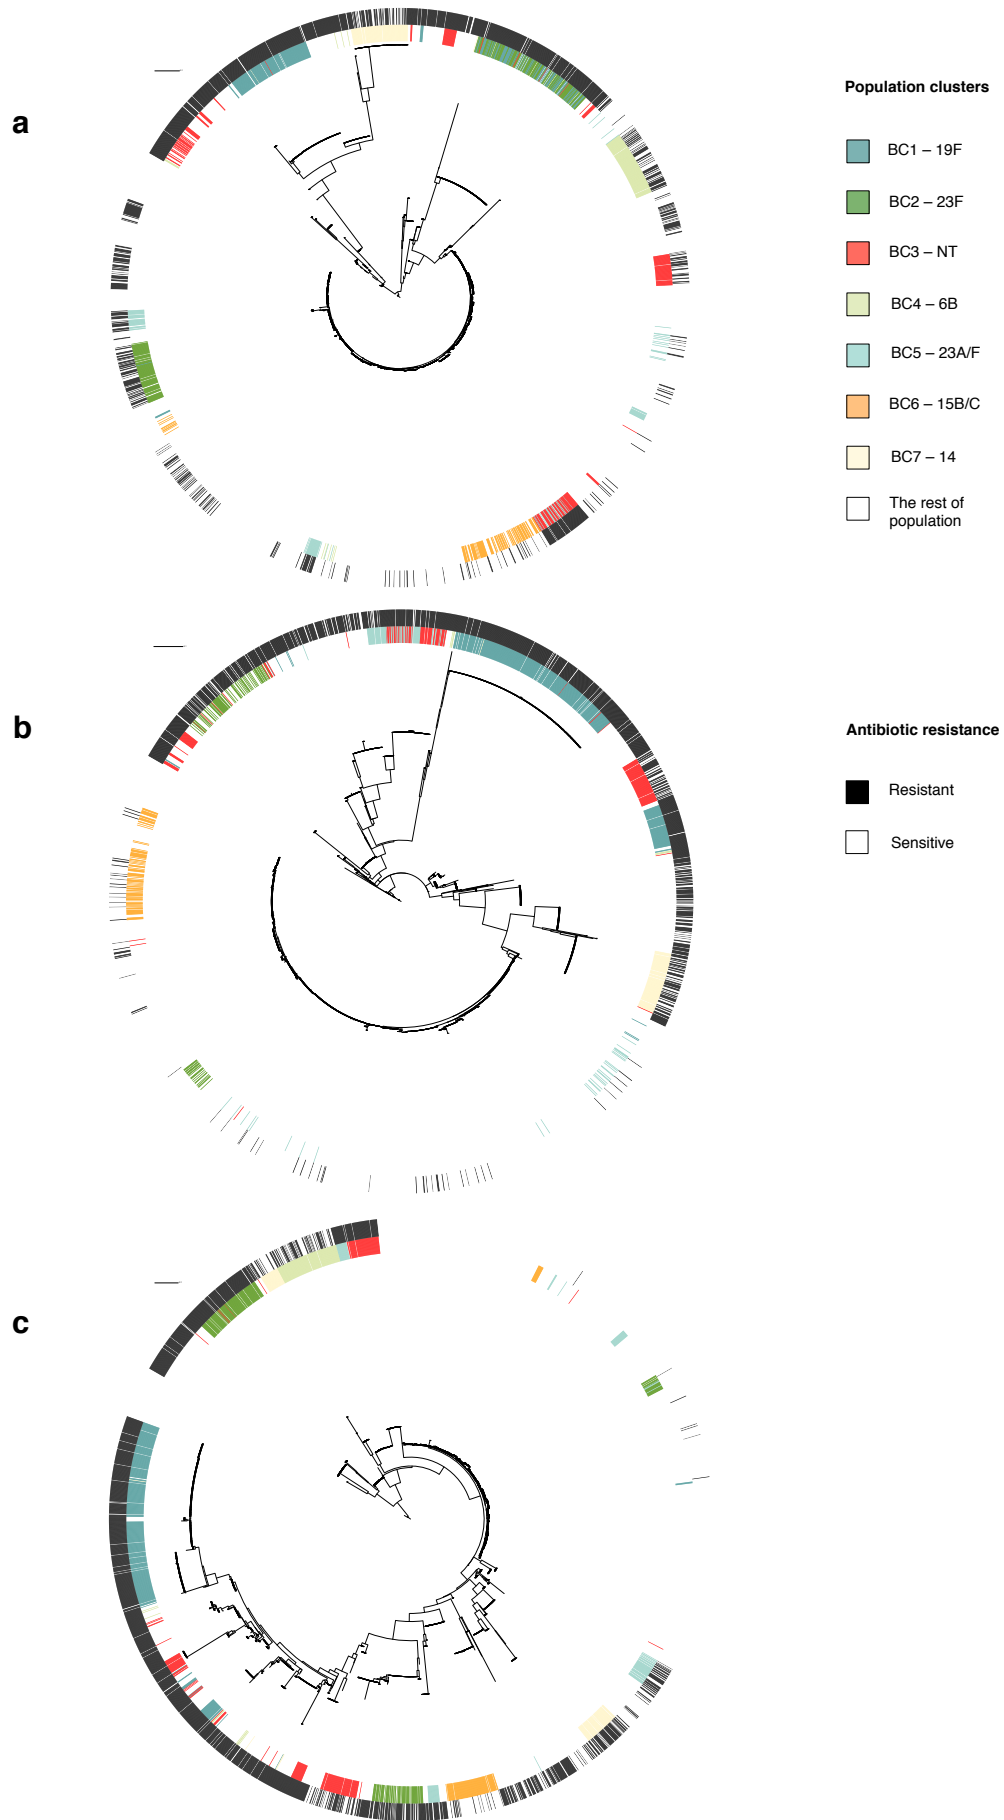 a
Population clusters
BC1 – 19F
BC2 – 23F
BC3 – NT
BC4 – 6B
BC5 – 23A/F
BC6 – 15B/C
BC7 – 14
The rest of
population
b
Antibiotic resistance
Resistant
Sensitive
c